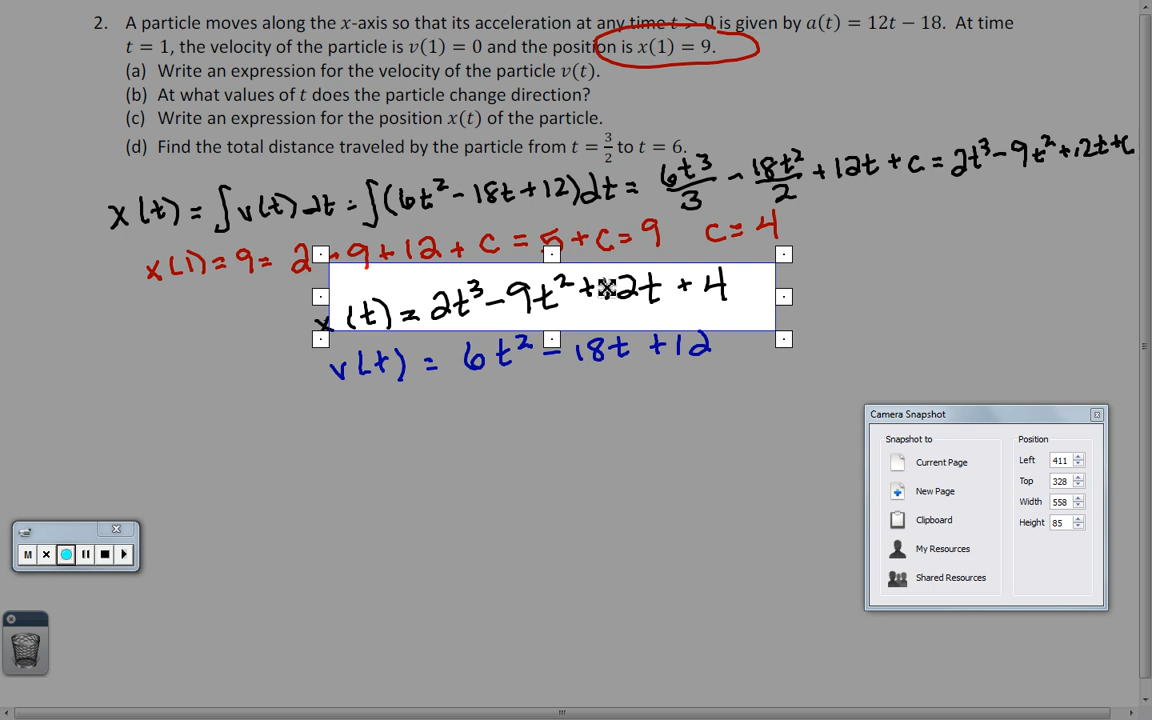 2. A particle moves along the x-axis so that its acceleration at any time t > 0 is given by a(t) = 12t − 18. At time
t = 1, the velocity of the particle is v(1) = 0 and the position is x(1) = 9.
(a) Write an expression for the velocity of the particle v(t).
(b) At what values of t does the particle change direction?
(c) Write an expression for the position x(t) of the particle.
(d) Find the total distance traveled by the particle from t = 3/2 to t = 6.
x(t) = ∫v(t)dt = ∫(6t² − 18t + 12)dt = 6t³/3 − 18t²/2 + 12t + c = 2t³ − 9t² + 12t + c
x(1) = 9 = 2 − 9 + 12 + c = 5 + c = 9 c = 4
x(t) = 2t³ − 9t² + 12t + 4
v(t) = 6t² − 18t + 12
Camera Snapshot
Snapshot to
Current Page
New Page
Clipboard
My Resources
Shared Resources
Position
Left 411
Top 328
Width 558
Height 85
M